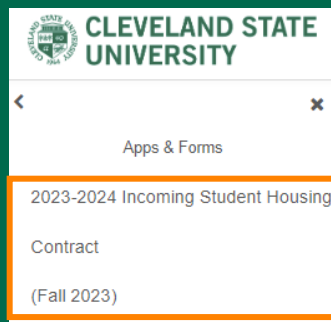 CLEVELAND STATE
UNIVERSITY
Apps & Forms
2023-2024 Incoming Student Housing
Contract
(Fall 2023)